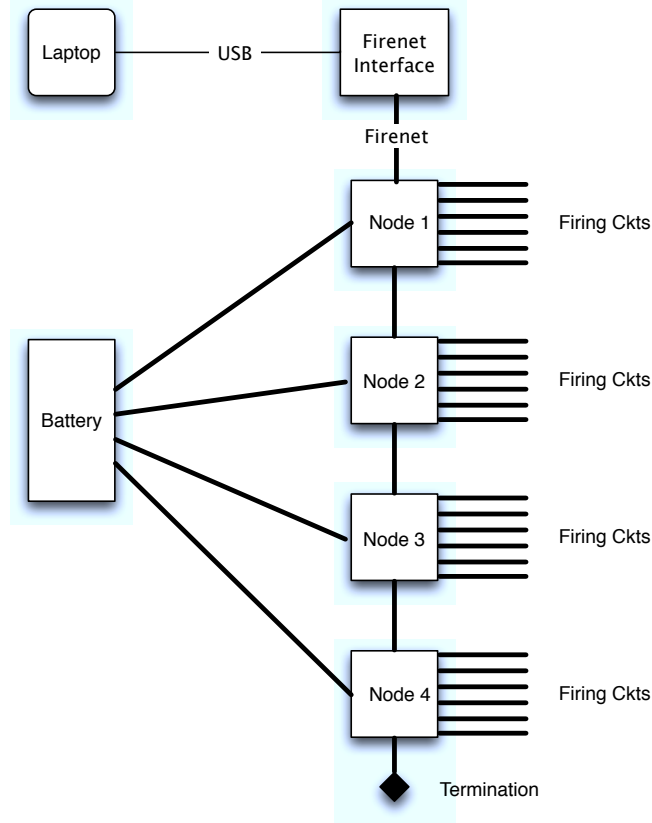 Laptop
USB
Firenet
Interface
Firenet
Node 1
Firing Ckts
Node 2
Firing Ckts
Battery
Node 3
Firing Ckts
Node 4
Firing Ckts
Termination